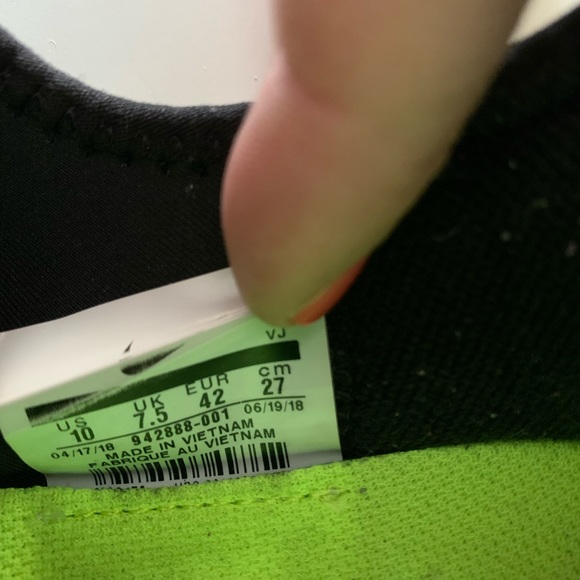 VJ
US UK EUR cm
10 7.5 42 27
04/17/18 942888-001 06/19/18
MADE IN VIETNAM
FABRIQUE AU VIETNAM